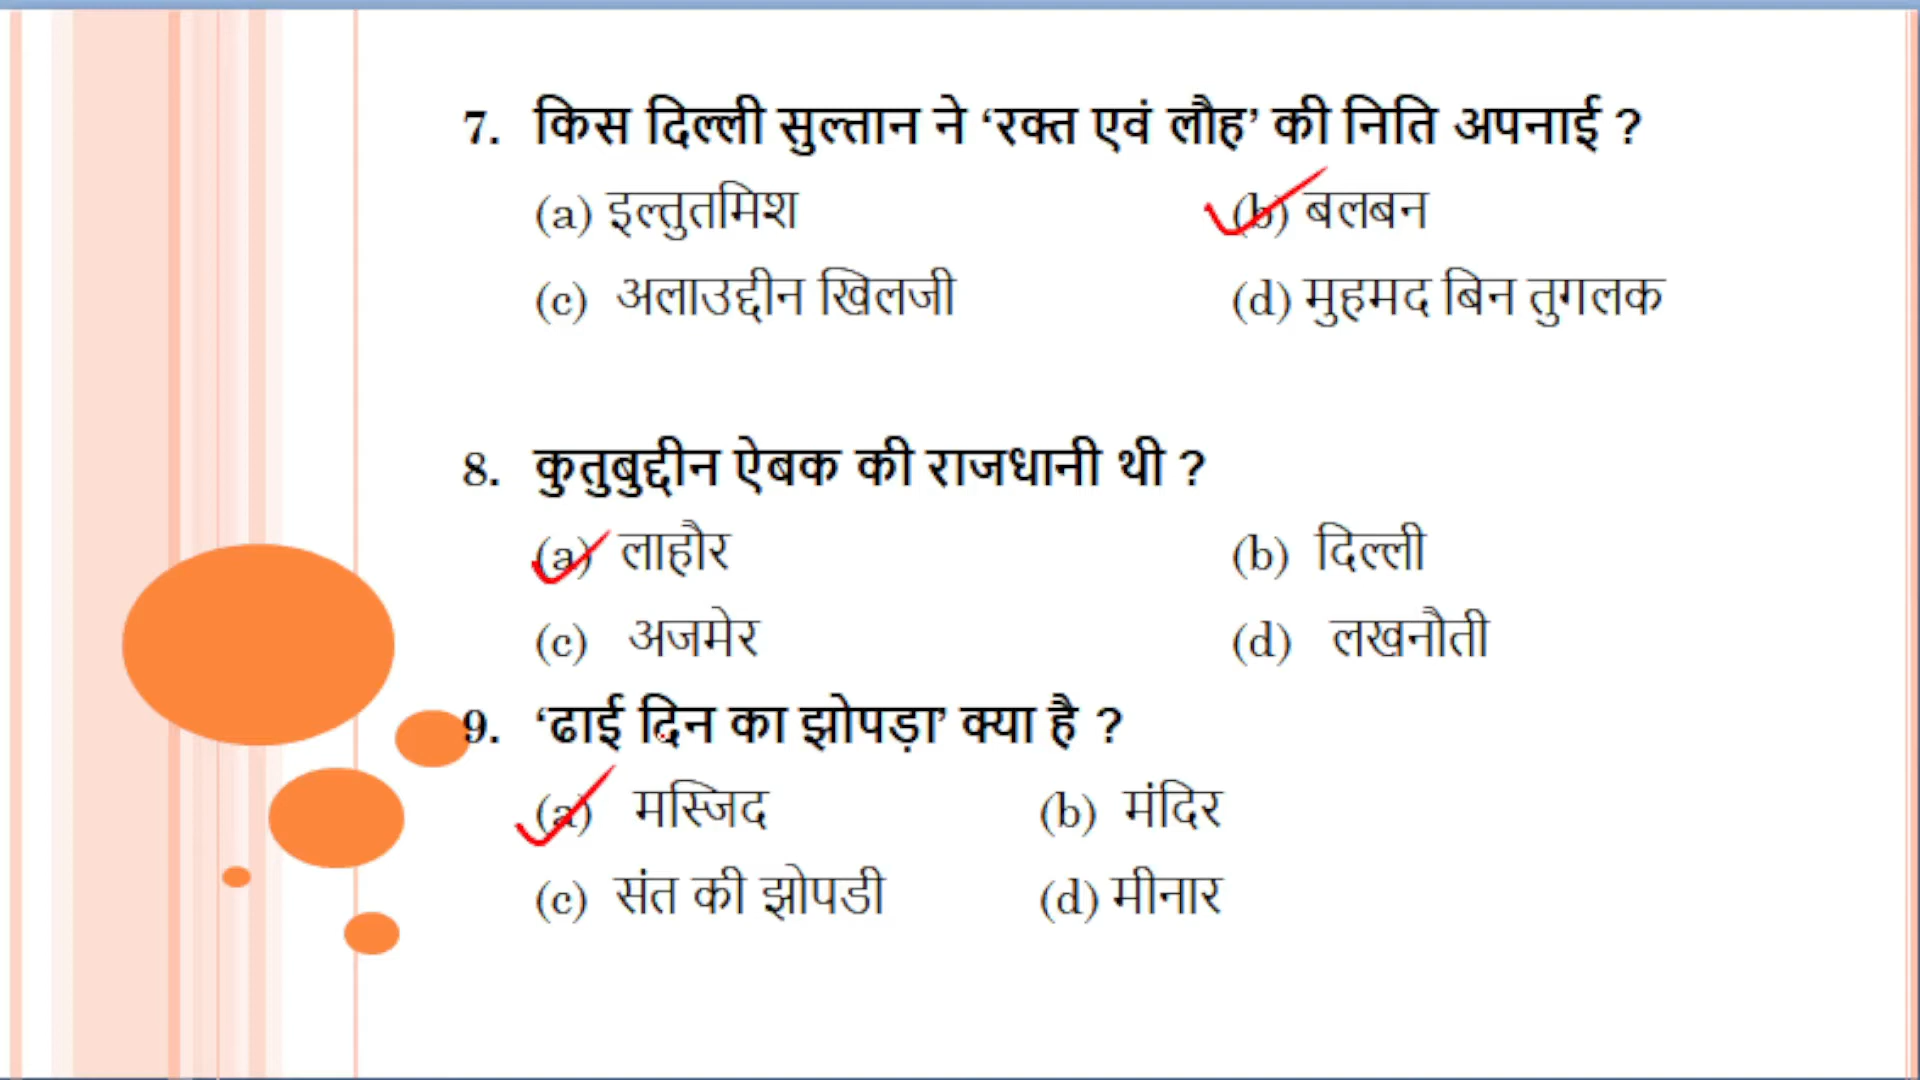 7. किस दिल्ली सुल्तान ने ‘रक्त एवं लौह’ की निति अपनाई ?
(a) इल्तुतमिश (b) बलबन
(c) अलाउद्दीन खिलजी (d) मुहमद बिन तुगलक
8. कुतुबुद्दीन ऐबक की राजधानी थी ?
(a) लाहौर (b) दिल्ली
(c) अजमेर (d) लखनौती
9. ‘ढाई दिन का झोपड़ा’ क्या है ?
(a) मस्जिद (b) मंदिर
(c) संत की झोपडी (d) मीनार